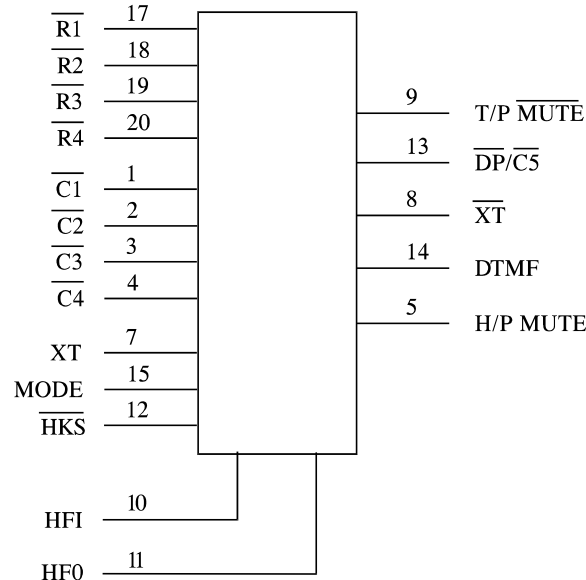 R1 17
R2 18
R3 19
R4 20
C1 1
C2 2
C3 3
C4 4
XT 7
MODE 15
HKS 12
HFI 10
HF0 11
9 T/P MUTE
13 DP/C5
8 XT
14 DTMF
5 H/P MUTE